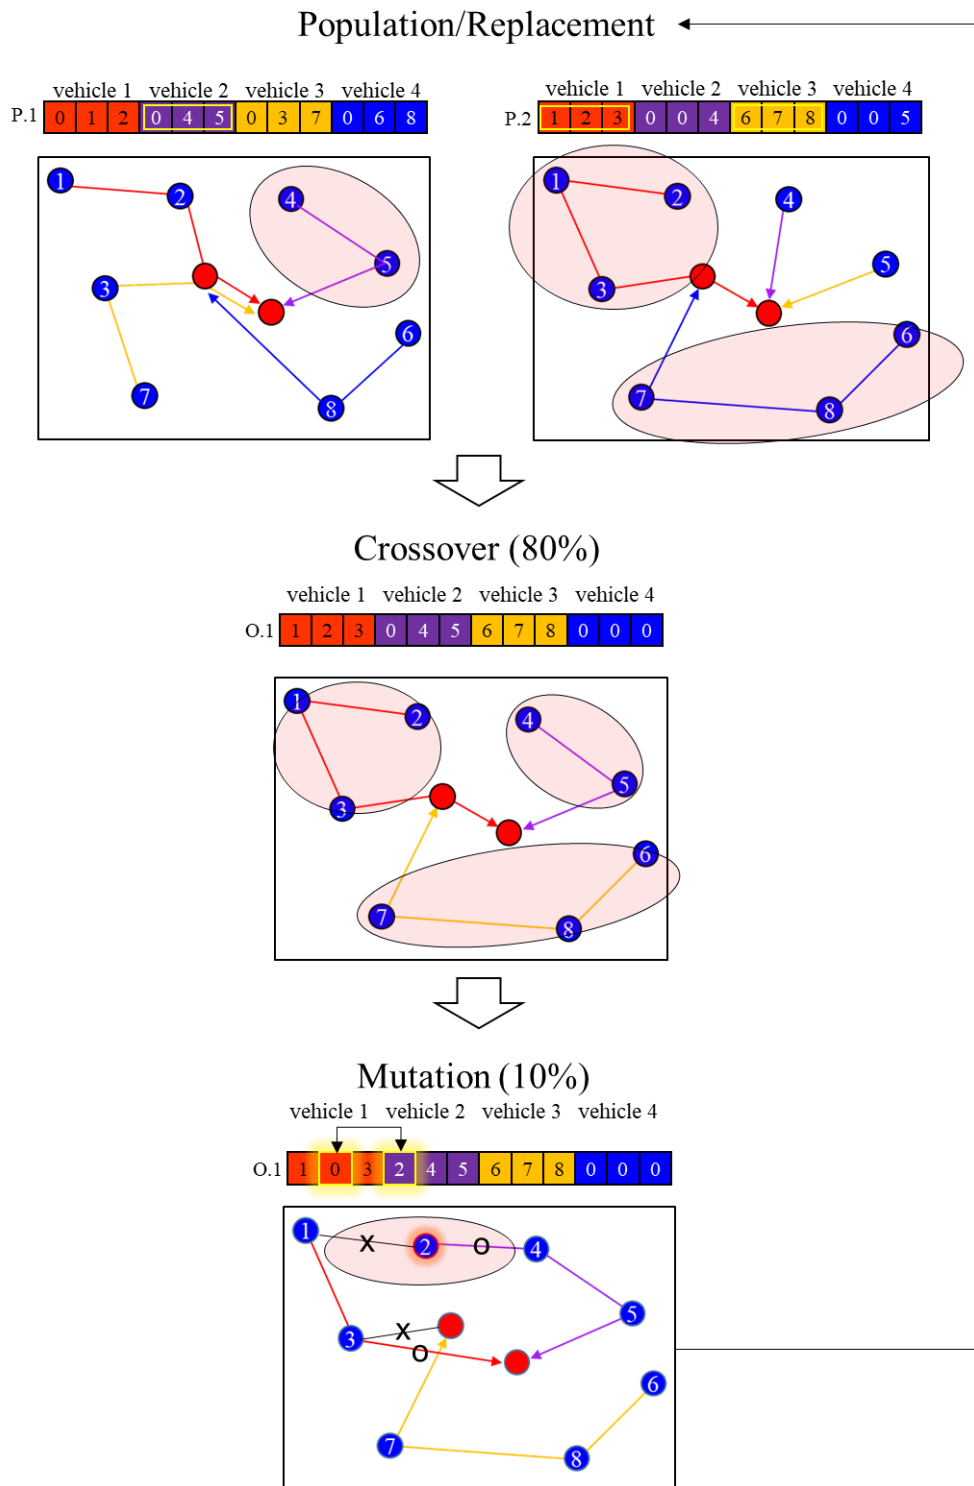 Population/Replacement
vehicle 1 vehicle 2 vehicle 3 vehicle 4
P.1 0 1 2 0 4 5 0 3 7 0 6 8
vehicle 1 vehicle 2 vehicle 3 vehicle 4
P.2 1 2 3 0 0 4 6 7 8 0 0 5
1
2
4
5
3
6
7
8
1
2
4
5
3
6
7
8
Crossover (80%)
vehicle 1 vehicle 2 vehicle 3 vehicle 4
O.1 1 2 3 0 4 5 6 7 8 0 0 0
1
2
4
5
3
6
7
8
Mutation (10%)
vehicle 1 vehicle 2 vehicle 3 vehicle 4
O.1 1 0 3 2 4 5 6 7 8 0 0 0
1 x 2 o 4
5
3 x
o
6
7
8